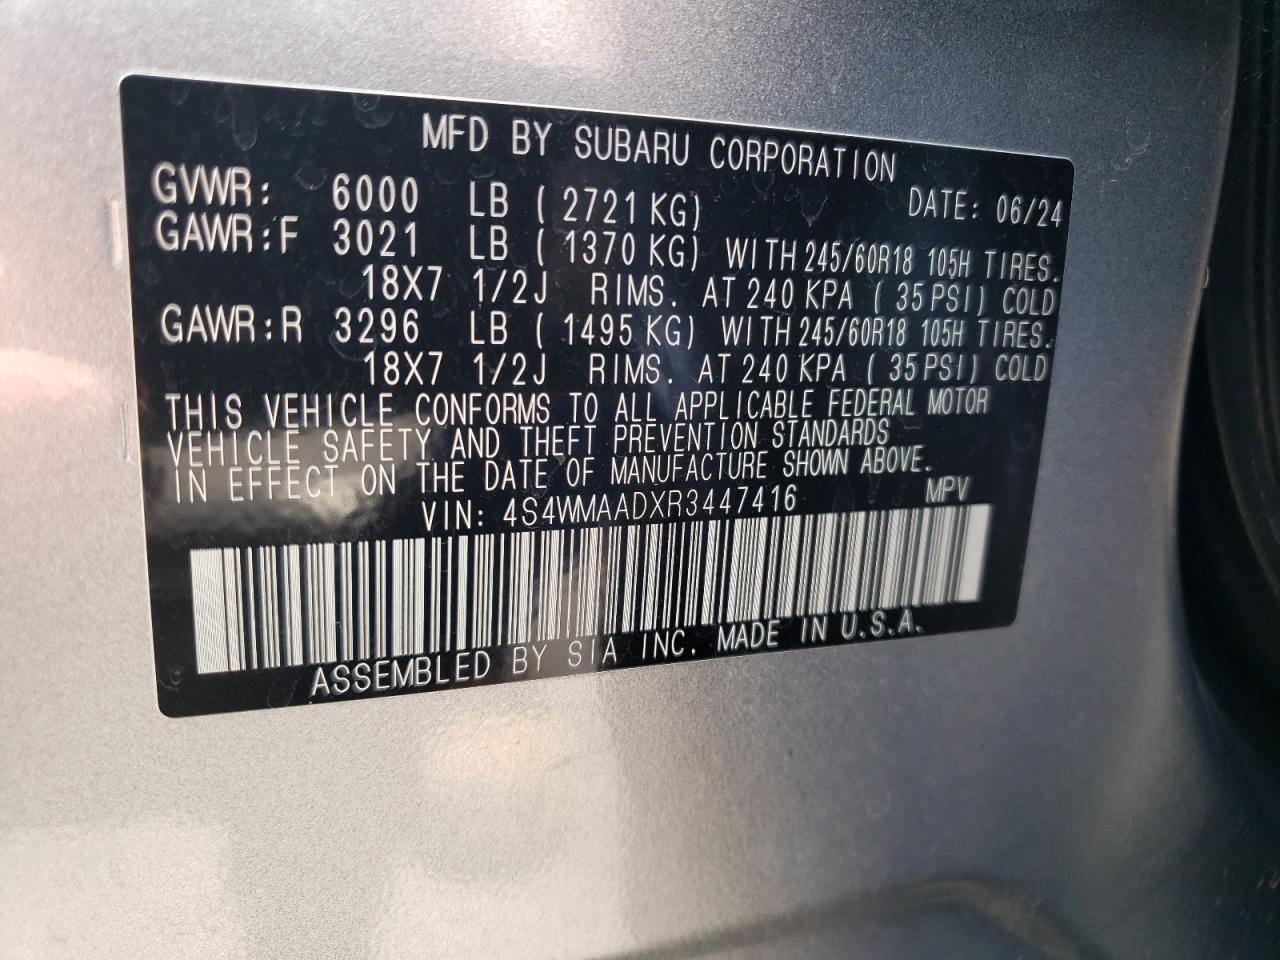 MFD BY SUBARU CORPORATION
GVWR: 6000 LB ( 2721 KG) DATE: 06/24
GAWR:F 3021 LB ( 1370 KG) WITH 245/60R18 105H TIRES.
18X7 1/2J RIMS. AT 240 KPA ( 35 PSI) COLD
GAWR:R 3296 LB ( 1495 KG) WITH 245/60R18 105H TIRES.
18X7 1/2J RIMS. AT 240 KPA ( 35 PSI) COLD
THIS VEHICLE CONFORMS TO ALL APPLICABLE FEDERAL MOTOR
VEHICLE SAFETY AND THEFT PREVENTION STANDARDS
IN EFFECT ON THE DATE OF MANUFACTURE SHOWN ABOVE.
VIN: 4S4WMAADXR3447416 MPV
ASSEMBLED BY SIA INC. MADE IN U.S.A.